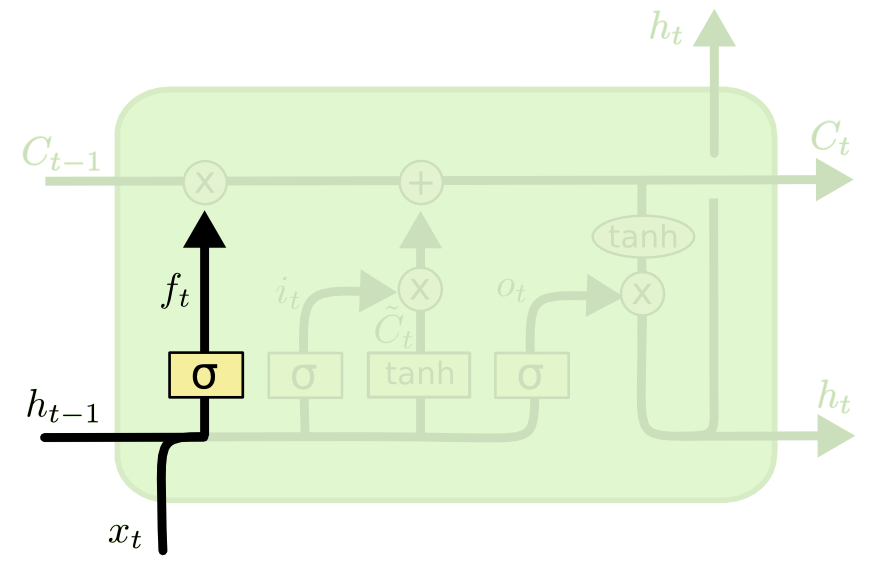 h_t
C_{t-1}
C_t
x
+
tanh
f_t
i_t
x
o_t
x
\tilde{C}_t
σ
σ
tanh
σ
h_{t-1}
h_t
x_t